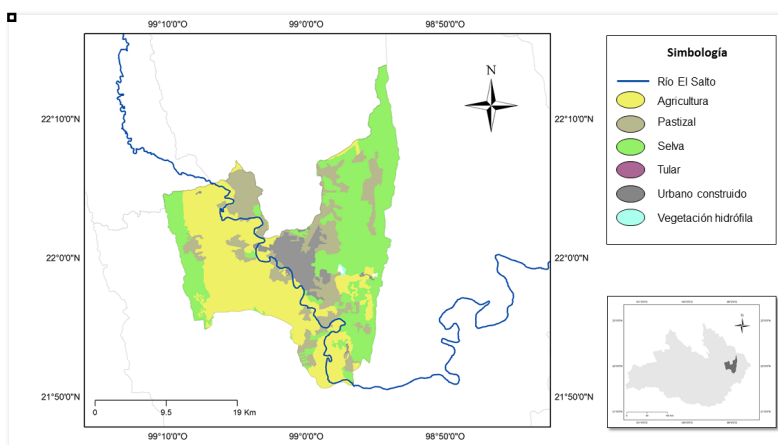 99°10'0"O 99°0'0"O 98°50'0"O
Simbología
Río El Salto
Agricultura
Pastizal
Selva
Tular
Urbano construido
Vegetación hidrófila
N
22°10'0"N 22°10'0"N
22°0'0"N 22°0'0"N
21°50'0"N 21°50'0"N
0 9.5 19 Km
99°10'0"O 99°0'0"O 98°50'0"O
N